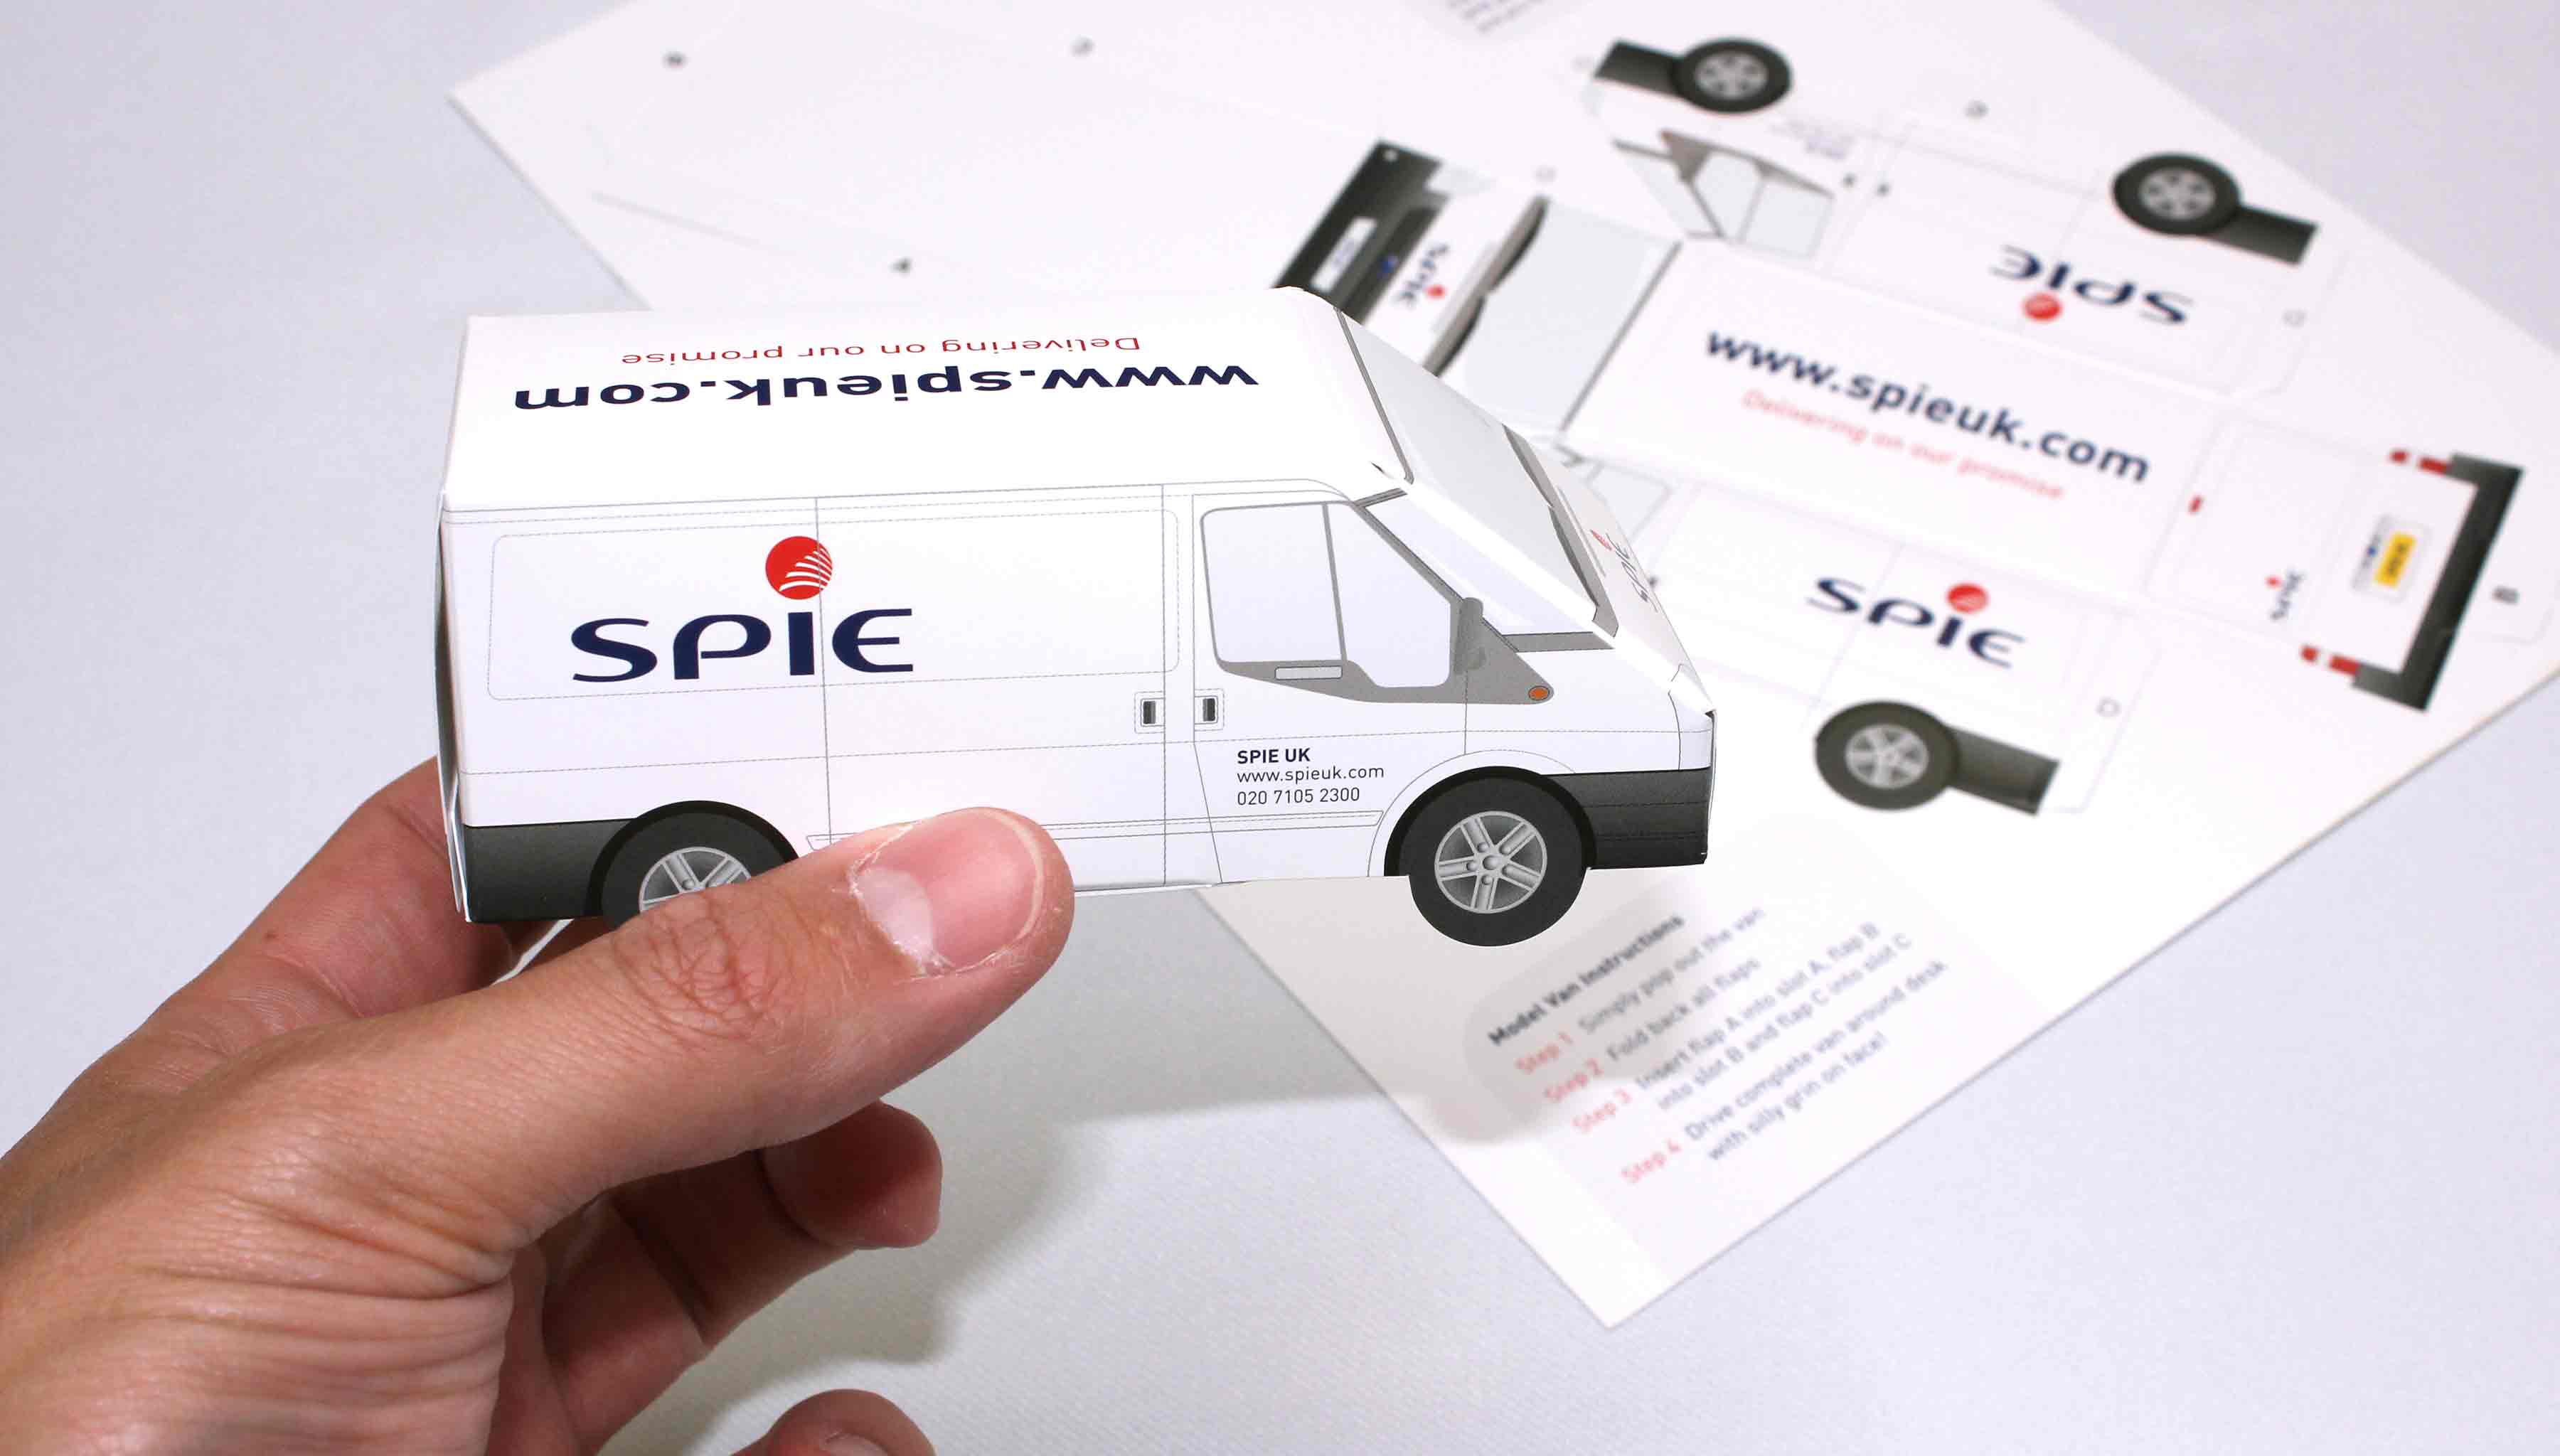 Delivering on our promise
www.spieuk.com
SPIE
SPIE UK
www.spieuk.com
020 7105 2300
SPIE
SPIE
SPIE
www.spieuk.com
Delivering on our promise
SPIE
SPIE
B
Model Van Instructions
Step 1 Simply pop out the van
Step 2 Fold back all flaps
Step 3 Insert flap A into slot A, flap B
into slot B and flap C into slot C
Step 4 Drive complete van around desk
with silly grin on face!